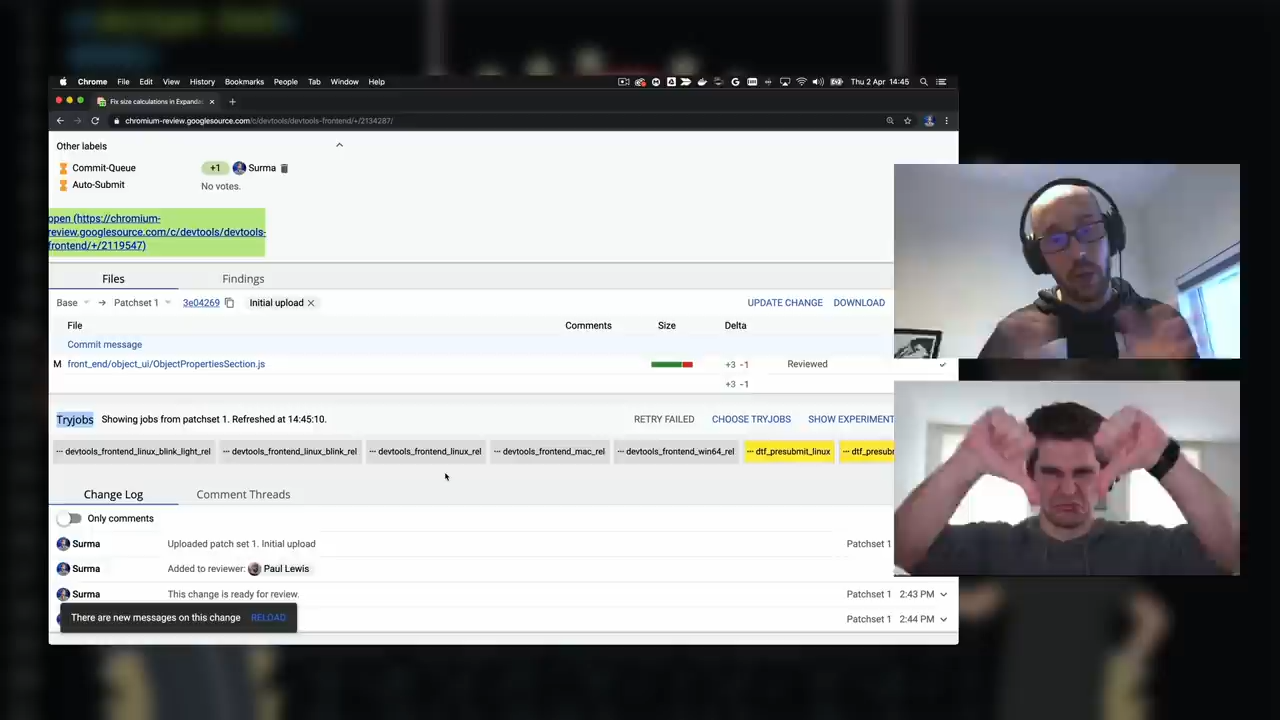 Chrome File Edit View History Bookmarks People Tab Window Help Thu 2 Apr 14:45
Fix size calculations in Expanda
chromium-review.googlesource.com/c/devtools/devtools-frontend/+/2134287/
Other labels
Commit-Queue +1 Surma
Auto-Submit No votes.
open (https://chromium-
review.googlesource.com/c/devtools/devtools-
frontend/+/2119547)
Files Findings
Base → Patchset 1 3e04269 Initial upload UPDATE CHANGE DOWNLOAD
File Comments Size Delta
Commit message
M front_end/object_ui/ObjectPropertiesSection.js +3 -1 Reviewed
+3 -1
Tryjobs Showing jobs from patchset 1. Refreshed at 14:45:10. RETRY FAILED CHOOSE TRYJOBS SHOW EXPERIMENT
devtools_frontend_linux_blink_light_rel devtools_frontend_linux_blink_rel devtools_frontend_linux_rel devtools_frontend_mac_rel devtools_frontend_win64_rel dtf_presubmit_linux dtf_presubr
Change Log Comment Threads
Only comments
Surma Uploaded patch set 1. Initial upload Patchset 1
Surma Added to reviewer: Paul Lewis
Surma This change is ready for review. Patchset 1 2:43 PM
There are new messages on this change RELOAD Patchset 1 2:44 PM